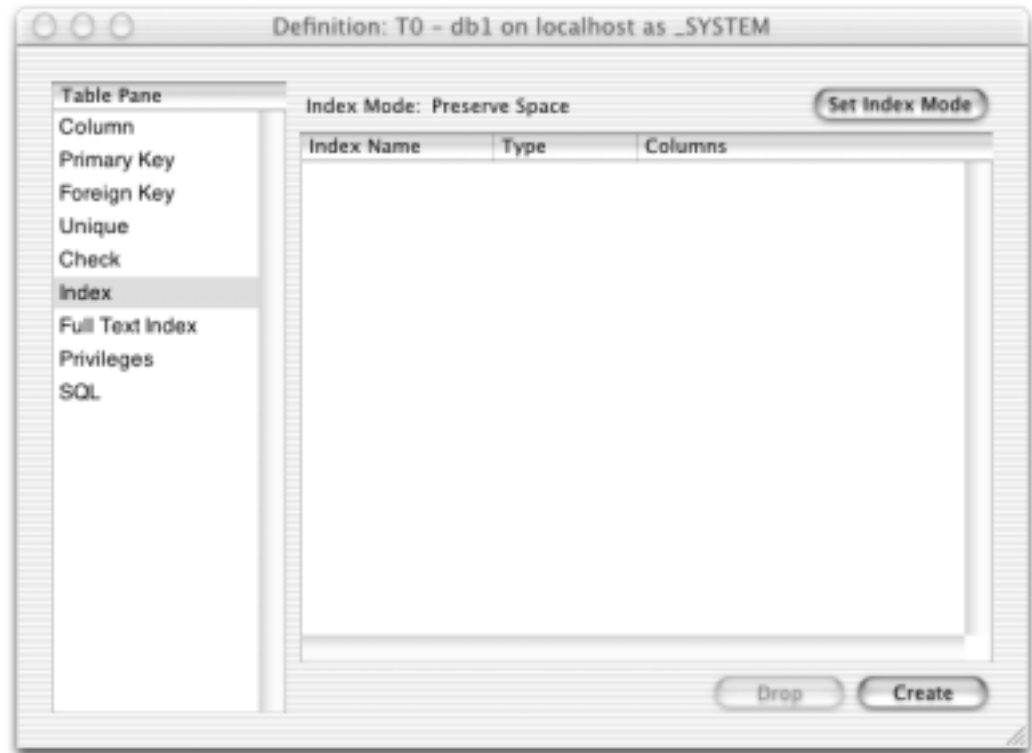 Definition: T0 - db1 on localhost as _SYSTEM
Table Pane
Column
Primary Key
Foreign Key
Unique
Check
Index
Full Text Index
Privileges
SQL
Index Mode: Preserve Space
Set Index Mode
Index Name Type Columns
Drop
Create